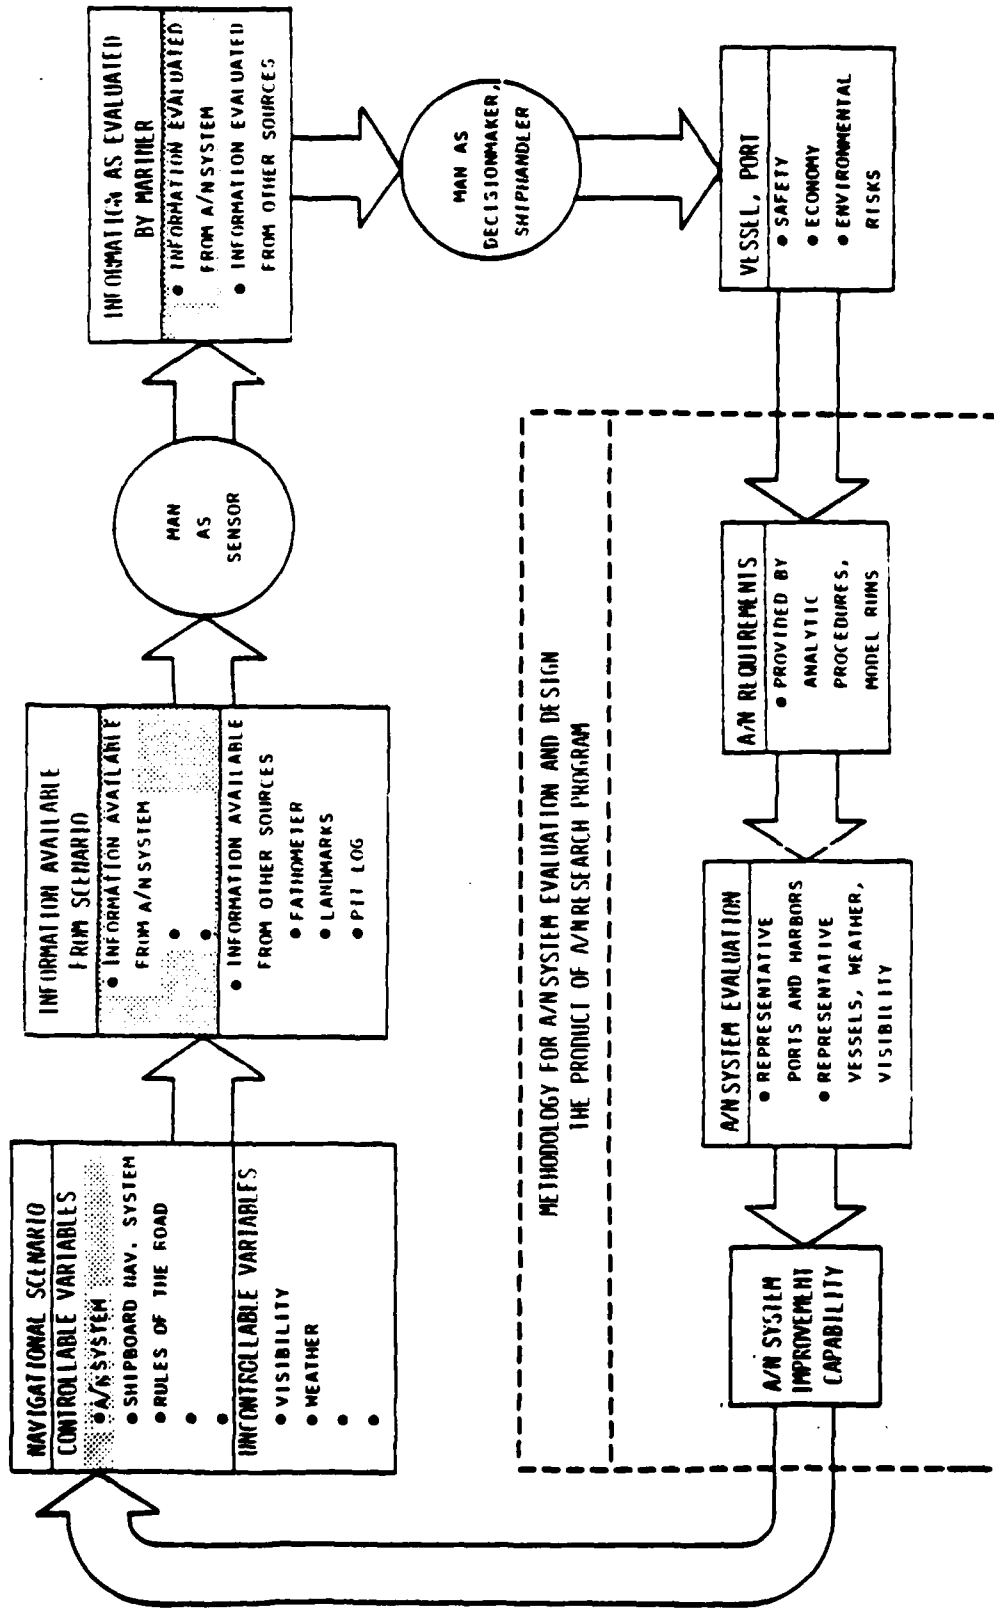 NAVIGATIONAL SCENARIO
CONTROLLABLE VARIABLES
• A/N SYSTEM
• SHIPBOARD NAV. SYSTEM
• RULES OF THE ROAD
•
•
UNCONTROLLABLE VARIABLES
• VISIBILITY
• WEATHER
•
•
INFORMATION AVAILABLE
FROM SCENARIO
• INFORMATION AVAILABLE
FROM A/N SYSTEM
•
•
• INFORMATION AVAILABLE
FROM OTHER SOURCES
• FATHOMETER
• LANDMARKS
• PIT LOG
MAN
AS
SENSOR
INFORMATION AS EVALUATED
BY MARINER
• INFORMATION EVALUATED
FROM A/N SYSTEM
• INFORMATION EVALUATED
FROM OTHER SOURCES
MAN AS
DECISIONMAKER,
SHIPHANDLER
VESSEL, PORT
• SAFETY
• ECONOMY
• ENVIRONMENTAL
RISKS
METHODOLOGY FOR A/N SYSTEM EVALUATION AND DESIGN
THE PRODUCT OF A/N RESEARCH PROGRAM
A/N REQUIREMENTS
• PROVIDED BY
ANALYTIC
PROCEDURES,
MODEL RUNS
A/N SYSTEM EVALUATION
• REPRESENTATIVE
PORTS AND HARBORS
• REPRESENTATIVE
VESSELS, WEATHER,
VISIBILITY
A/N SYSTEM
IMPROVEMENT
CAPABILITY